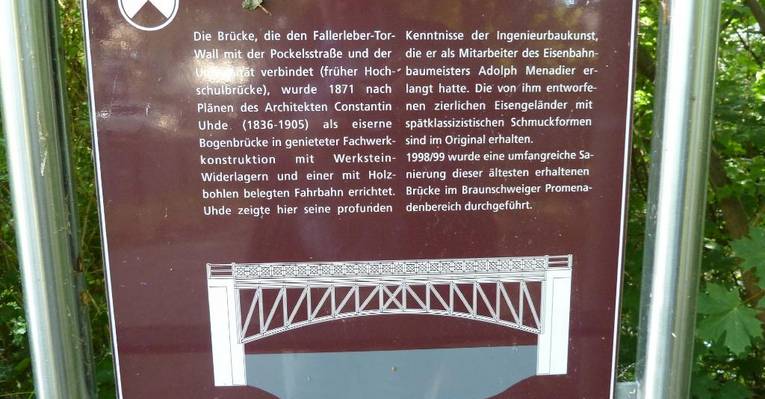 Die Brücke, die den Fallerleber-Tor-
Wall mit der Pockelsstraße und der
Universität verbindet (früher Hoch-
schulbrücke), wurde 1871 nach
Plänen des Architekten Constantin
Uhde (1836-1905) als eiserne
Bogenbrücke in genieteter Fachwerk-
konstruktion mit Werkstein-
Widerlagern und einer mit Holz-
bohlen belegten Fahrbahn errichtet.
Uhde zeigte hier seine profunden
Kenntnisse der Ingenieurbaukunst,
die er als Mitarbeiter des Eisenbahn-
baumeisters Adolph Menadier er-
langt hatte. Die von ihm entworfe-
nen zierlichen Eisengeländer mit
spätklassizistischen Schmuckformen
sind im Original erhalten.
1998/99 wurde eine umfangreiche Sa-
nierung dieser ältesten erhaltenen
Brücke im Braunschweiger Promena-
denbereich durchgeführt.